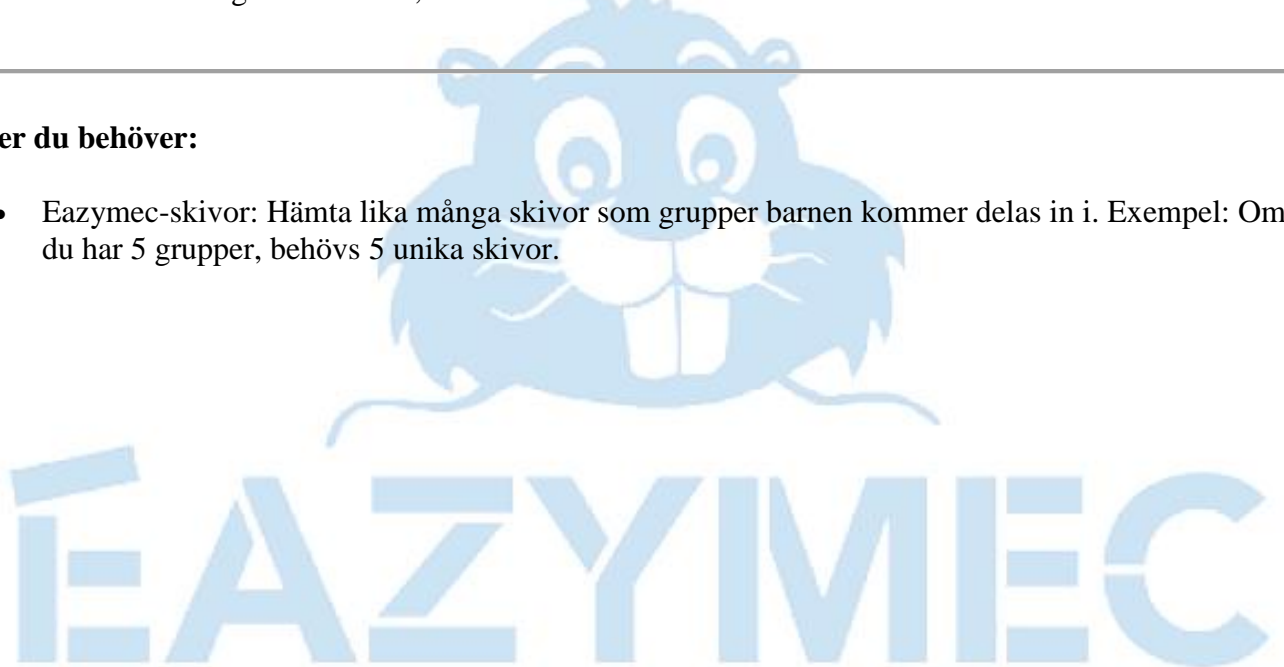 er du behöver:
• Eazymec-skivor: Hämta lika många skivor som grupper barnen kommer delas in i. Exempel: Om
du har 5 grupper, behövs 5 unika skivor.
EAZYMEC